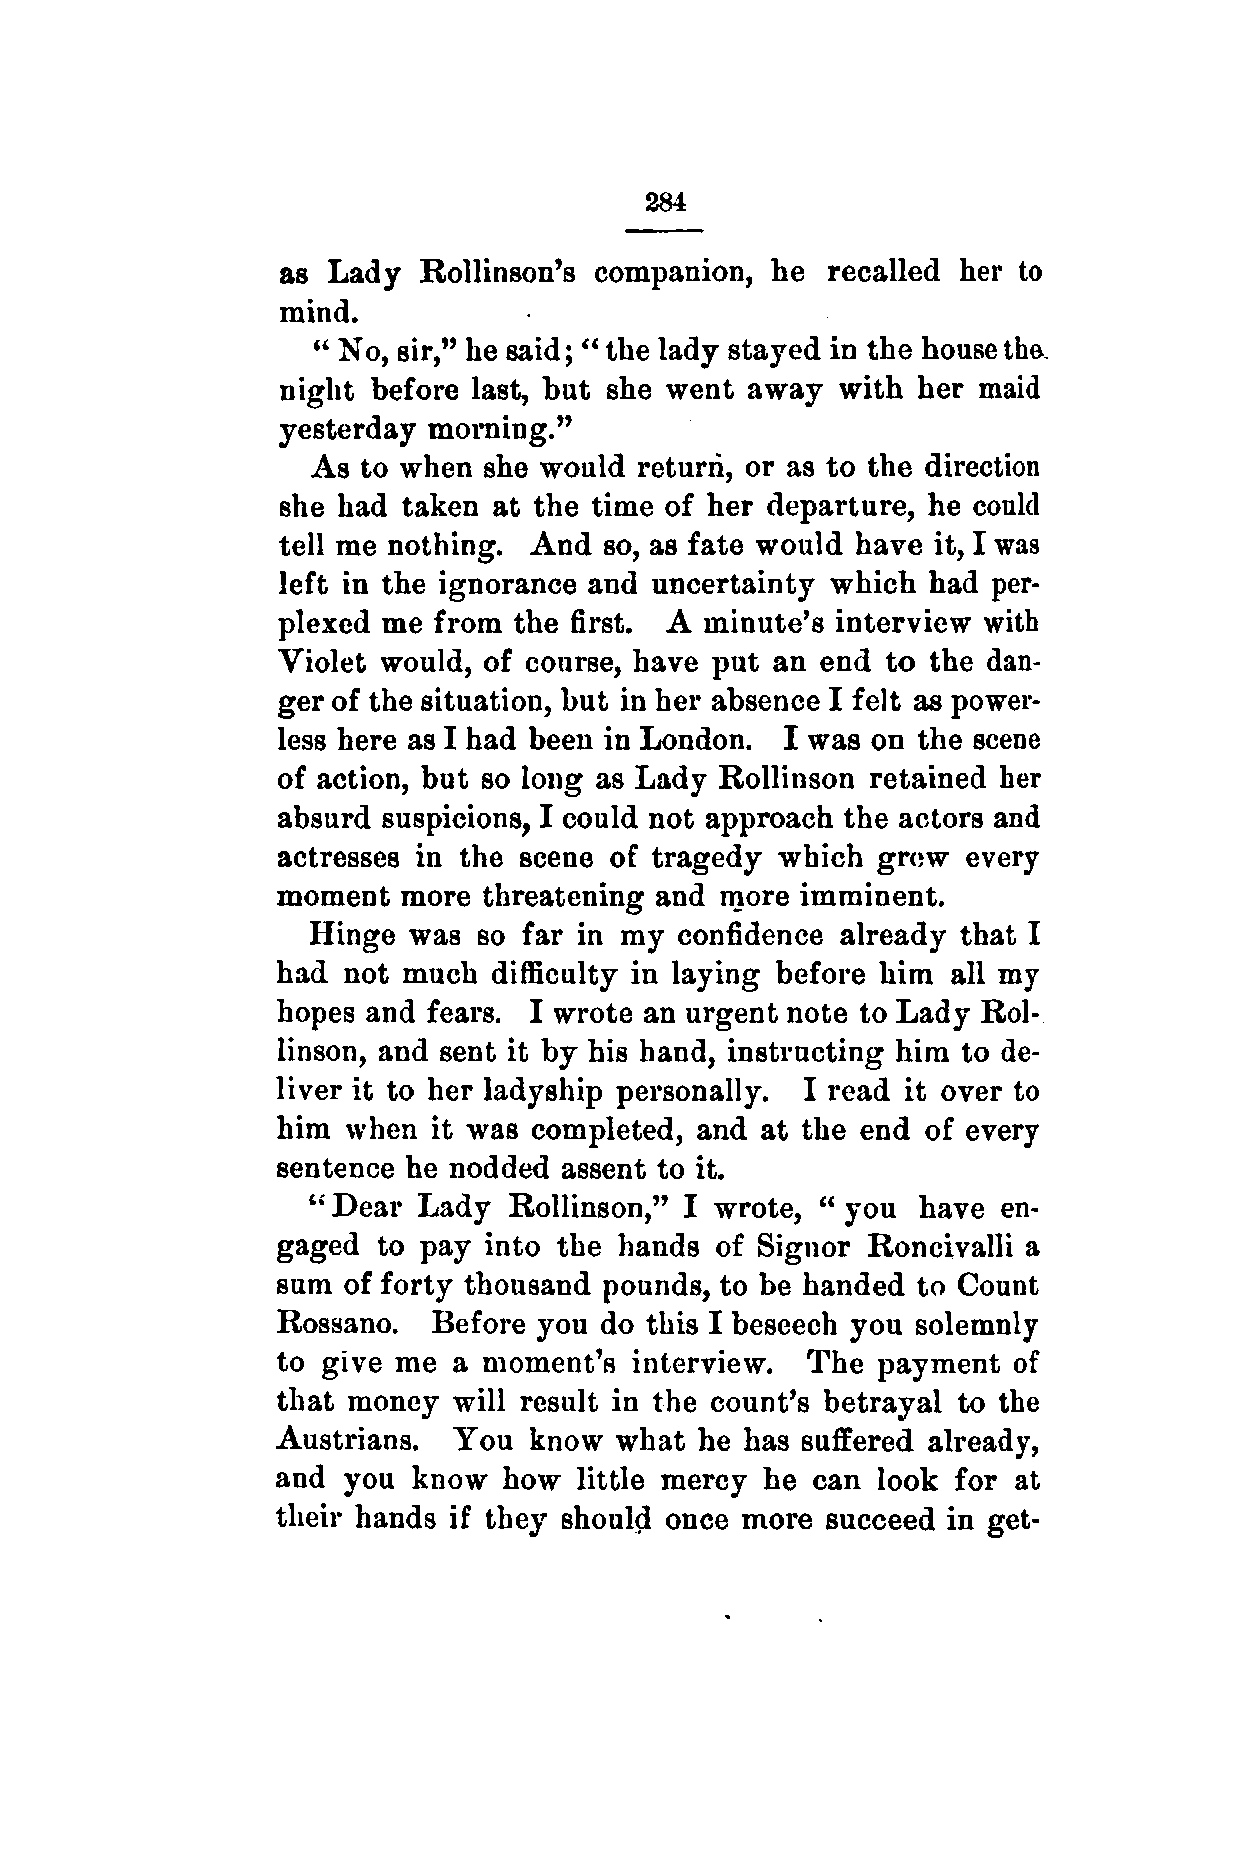 284
as Lady Rollinson's companion, he recalled her to
mind.
"No, sir," he said; "the lady stayed in the house the
night before last, but she went away with her maid
yesterday morning."
As to when she would return, or as to the direction
she had taken at the time of her departure, he could
tell me nothing. And so, as fate would have it, I was
left in the ignorance and uncertainty which had per-
plexed me from the first. A minute's interview with
Violet would, of course, have put an end to the dan-
ger of the situation, but in her absence I felt as power-
less here as I had been in London. I was on the scene
of action, but so long as Lady Rollinson retained her
absurd suspicions, I could not approach the actors and
actresses in the scene of tragedy which grew every
moment more threatening and more imminent.
Hinge was so far in my confidence already that I
had not much difficulty in laying before him all my
hopes and fears. I wrote an urgent note to Lady Rol-
linson, and sent it by his hand, instructing him to de-
liver it to her ladyship personally. I read it over to
him when it was completed, and at the end of every
sentence he nodded assent to it.
"Dear Lady Rollinson," I wrote, "you have en-
gaged to pay into the hands of Signor Roncivalli a
sum of forty thousand pounds, to be handed to Count
Rossano. Before you do this I beseech you solemnly
to give me a moment's interview. The payment of
that money will result in the count's betrayal to the
Austrians. You know what he has suffered already,
and you know how little mercy he can look for at
their hands if they should once more succeed in get-